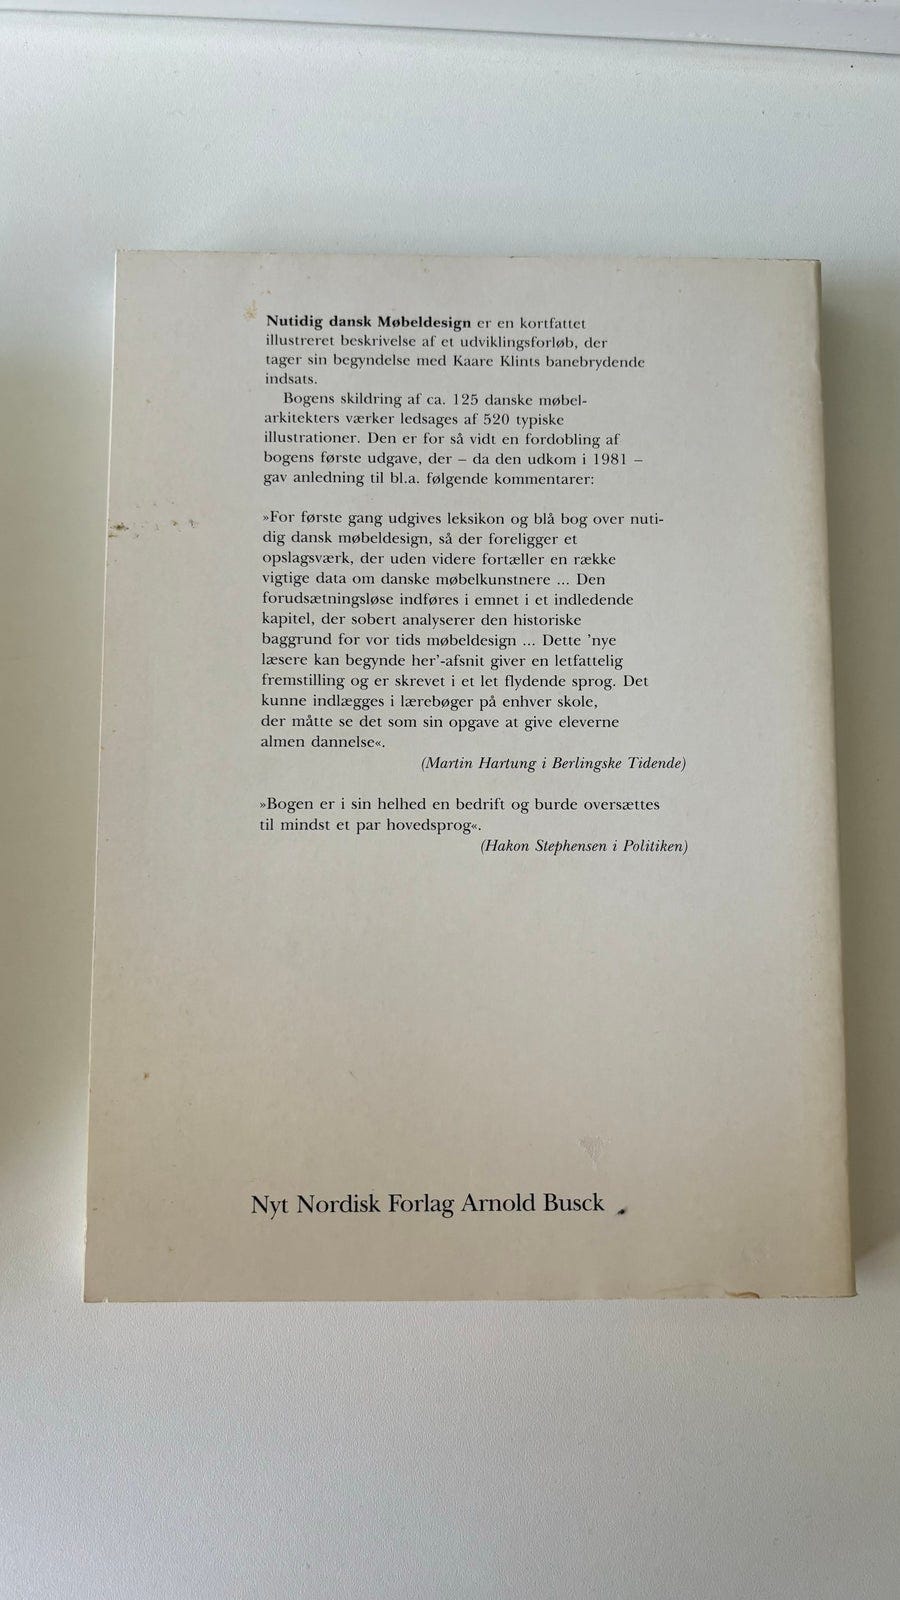 Nutidig dansk Møbeldesign er en kortfattet
illustreret beskrivelse af et udviklingsforløb, der
tager sin begyndelse med Kaare Klints banebrydende
indsats.
Bogens skildring af ca. 125 danske møbel-
arkitekters værker ledsages af 520 typiske
illustrationer. Den er for så vidt en fordobling af
bogens første udgave, der – da den udkom i 1981 –
gav anledning til bl.a. følgende kommentarer:
»For første gang udgives leksikon og blå bog over nuti-
dig dansk møbeldesign, så der foreligger et
opslagsværk, der uden videre fortæller en række
vigtige data om danske møbelkunstnere ... Den
forudsætningsløse indføres i emnet i et indledende
kapitel, der sobert analyserer den historiske
baggrund for vor tids møbeldesign ... Dette 'nye
læsere kan begynde her'-afsnit giver en letfattelig
fremstilling og er skrevet i et let flydende sprog. Det
kunne indlægges i lærebøger på enhver skole,
der måtte se det som sin opgave at give eleverne
almen dannelse«.
(Martin Hartung i Berlingske Tidende)
»Bogen er i sin helhed en bedrift og burde oversættes
til mindst et par hovedsprog«.
(Hakon Stephensen i Politiken)
Nyt Nordisk Forlag Arnold Busck